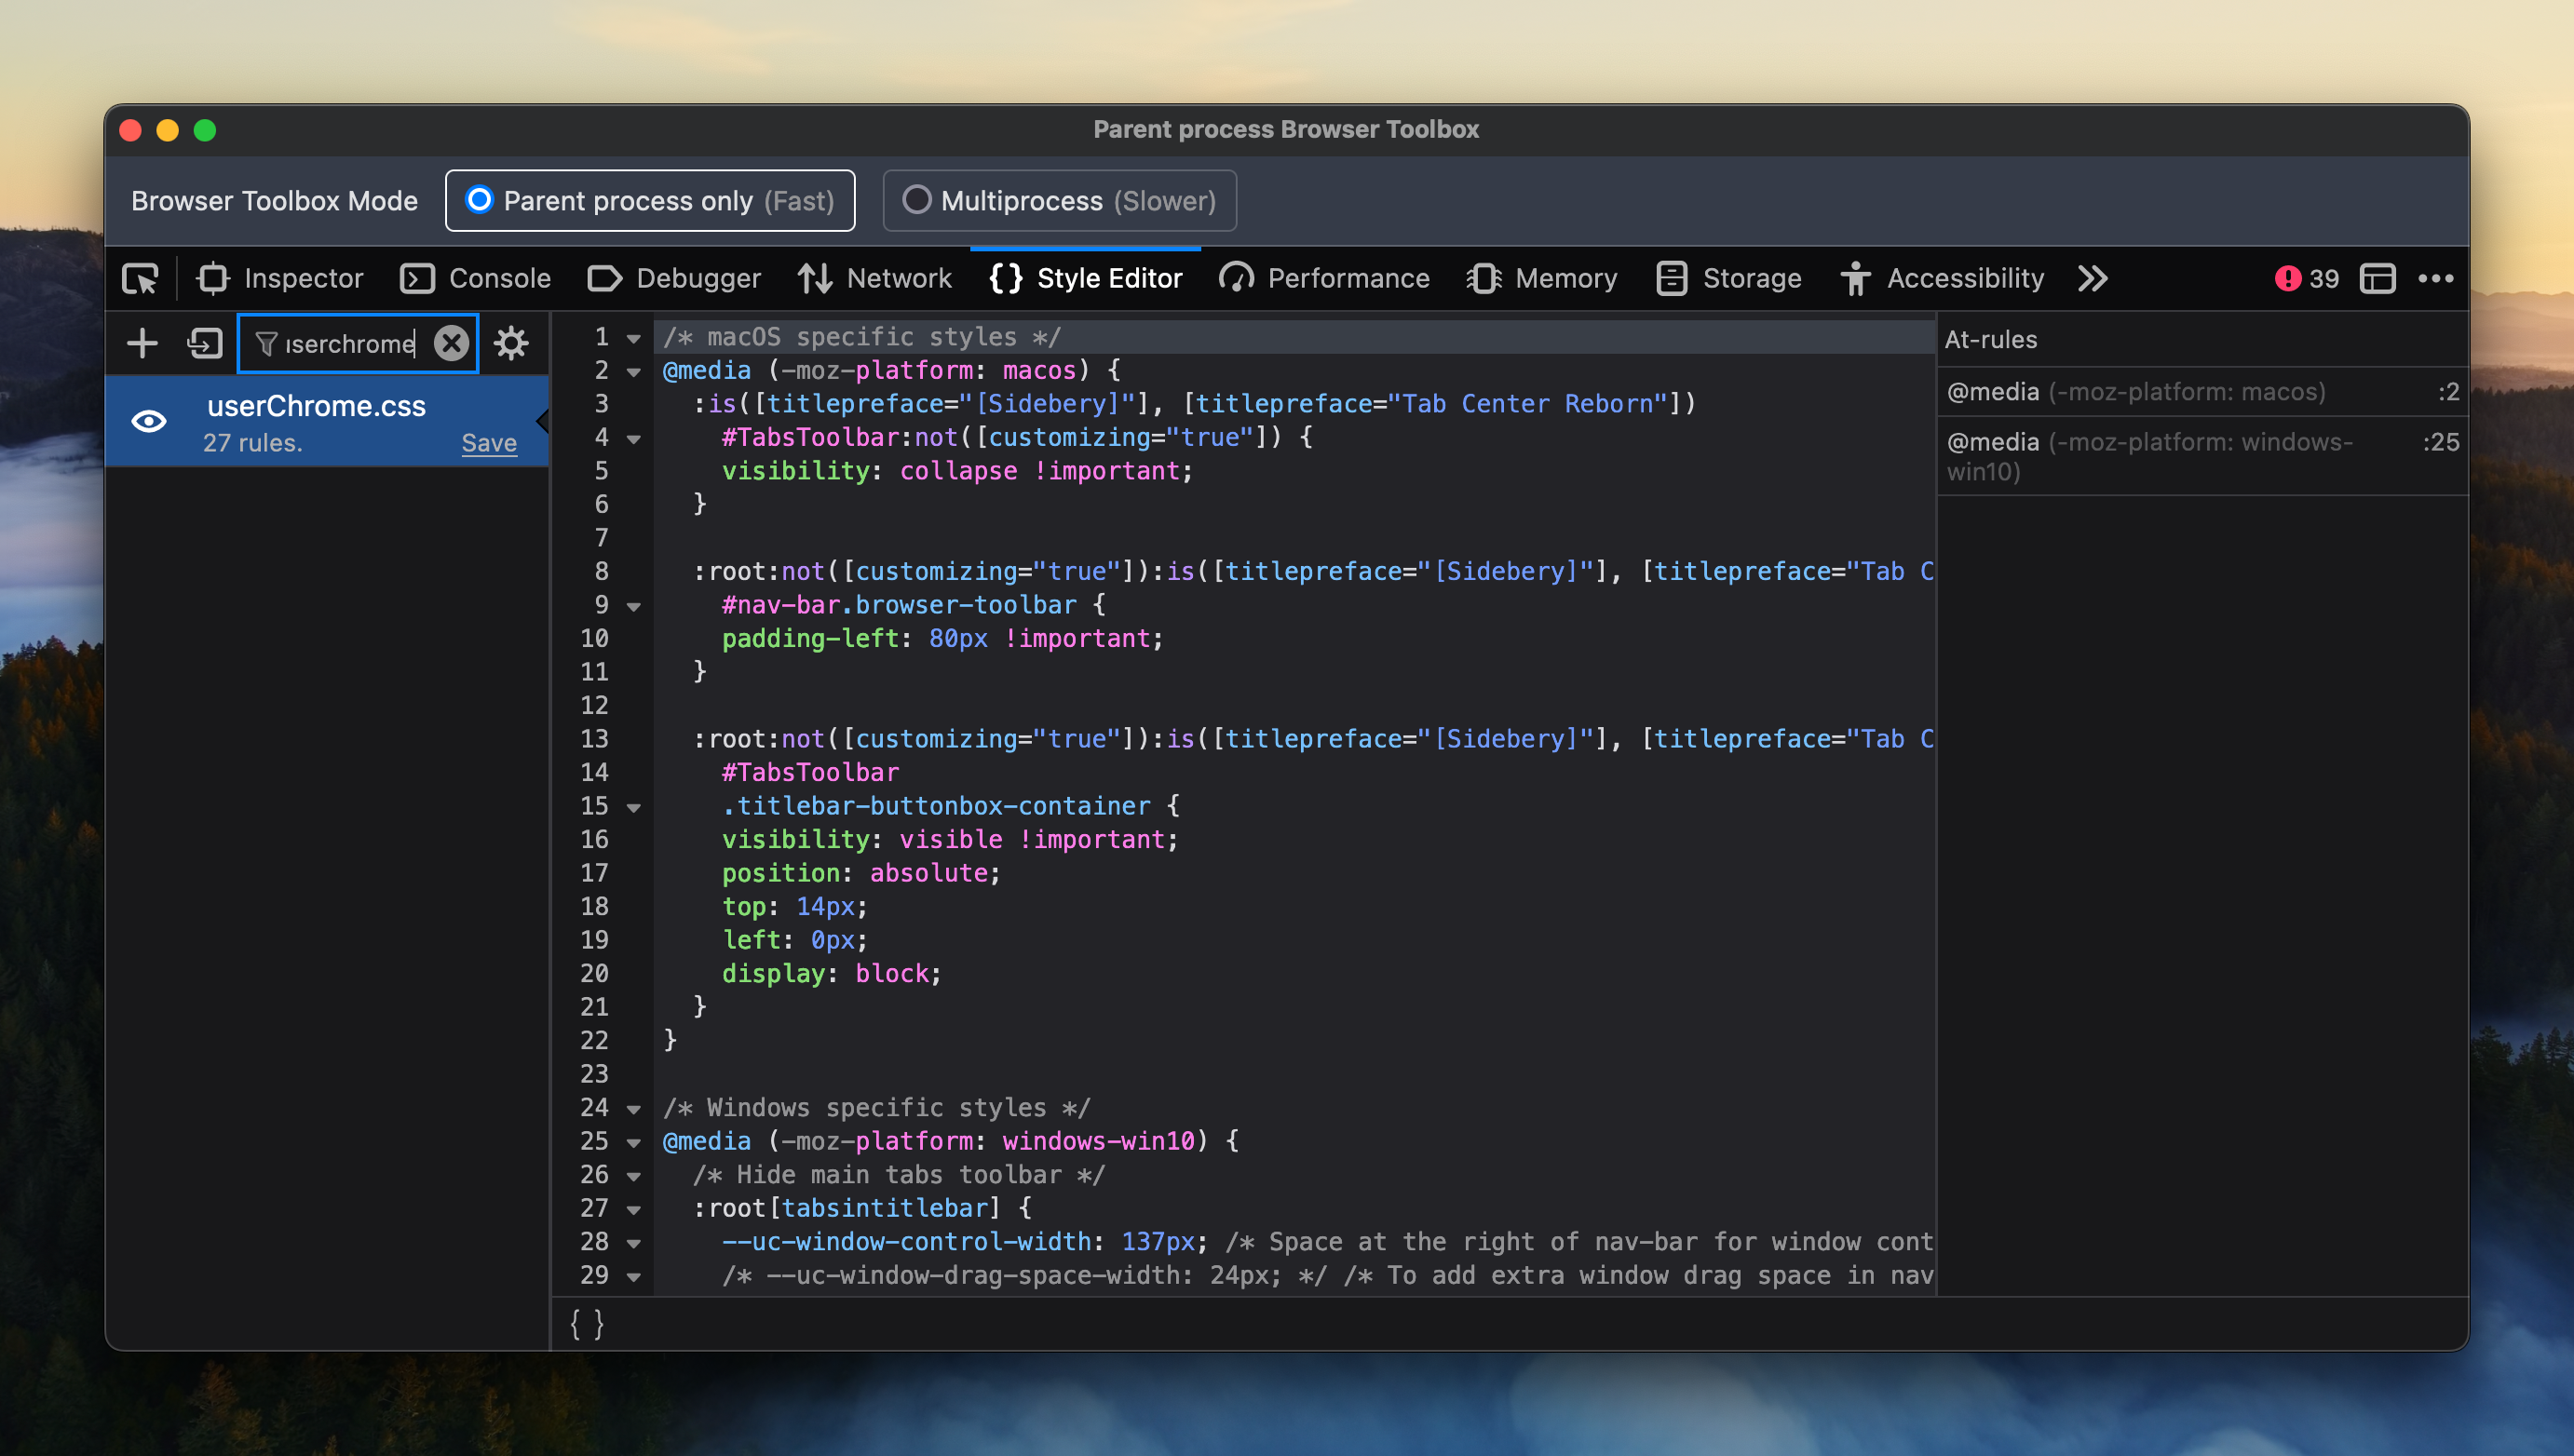 Parent process Browser Toolbox
Browser Toolbox Mode
Parent process only (Fast)
Multiprocess (Slower)
Inspector
Console
Debugger
Network
Style Editor
Performance
Memory
Storage
Accessibility
39
serchrome
userChrome.css
27 rules.
Save
1 /* macOS specific styles */
2 @media (-moz-platform: macos) {
3 :is([titlepreface="[Sidebery]"], [titlepreface="Tab Center Reborn"])
4 #TabsToolbar:not([customizing="true"]) {
5 visibility: collapse !important;
6 }
7
8 :root:not([customizing="true"]):is([titlepreface="[Sidebery]"], [titlepreface="Tab C
9 #nav-bar.browser-toolbar {
10 padding-left: 80px !important;
11 }
12
13 :root:not([customizing="true"]):is([titlepreface="[Sidebery]"], [titlepreface="Tab C
14 #TabsToolbar
15 .titlebar-buttonbox-container {
16 visibility: visible !important;
17 position: absolute;
18 top: 14px;
19 left: 0px;
20 display: block;
21 }
22 }
23
24 /* Windows specific styles */
25 @media (-moz-platform: windows-win10) {
26 /* Hide main tabs toolbar */
27 :root[tabsintitlebar] {
28 --uc-window-control-width: 137px; /* Space at the right of nav-bar for window cont
29 /* --uc-window-drag-space-width: 24px; */ /* To add extra window drag space in nav
{ }
At-rules
@media (-moz-platform: macos) :2
@media (-moz-platform: windows- :25
win10)